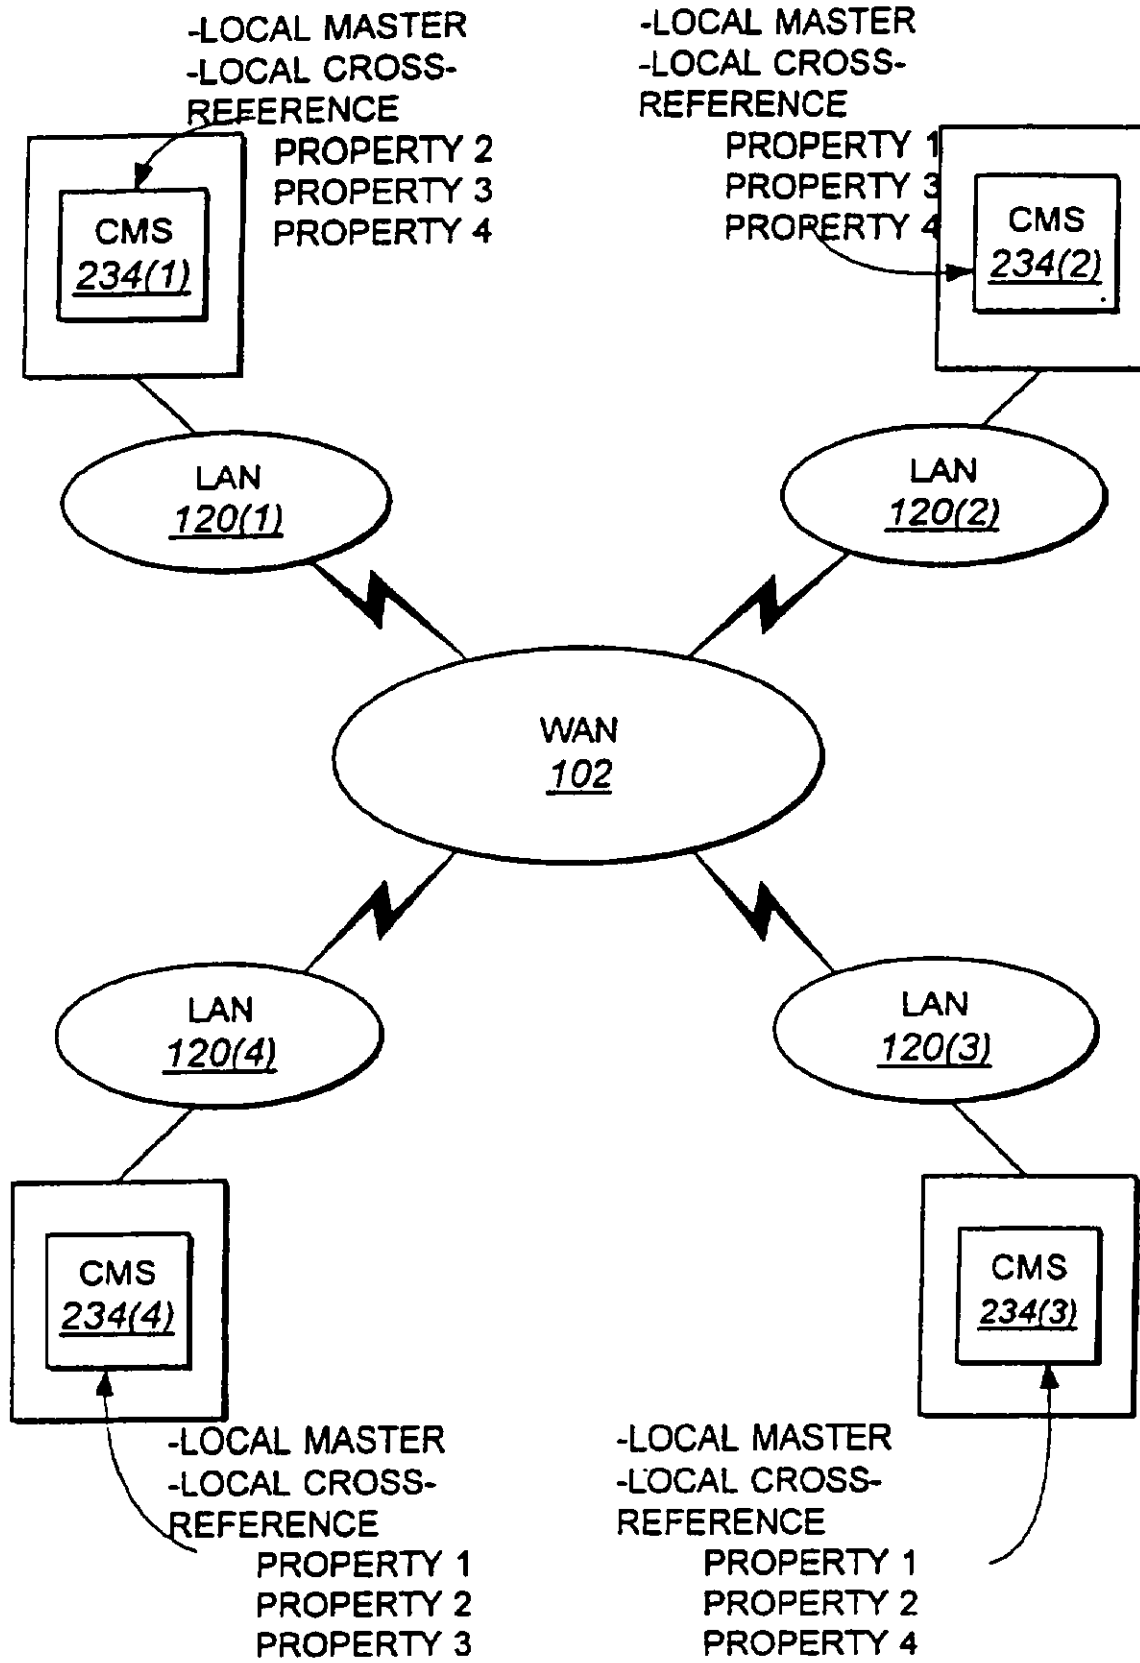 -LOCAL MASTER
-LOCAL CROSS-
REFERENCE
PROPERTY 2
PROPERTY 3
PROPERTY 4
CMS
234(1)
-LOCAL MASTER
-LOCAL CROSS-
REFERENCE
PROPERTY 1
PROPERTY 3
PROPERTY 4
CMS
234(2)
LAN
120(1)
LAN
120(2)
WAN
102
LAN
120(4)
LAN
120(3)
CMS
234(4)
CMS
234(3)
-LOCAL MASTER
-LOCAL CROSS-
REFERENCE
PROPERTY 1
PROPERTY 2
PROPERTY 3
-LOCAL MASTER
-LOCAL CROSS-
REFERENCE
PROPERTY 1
PROPERTY 2
PROPERTY 4